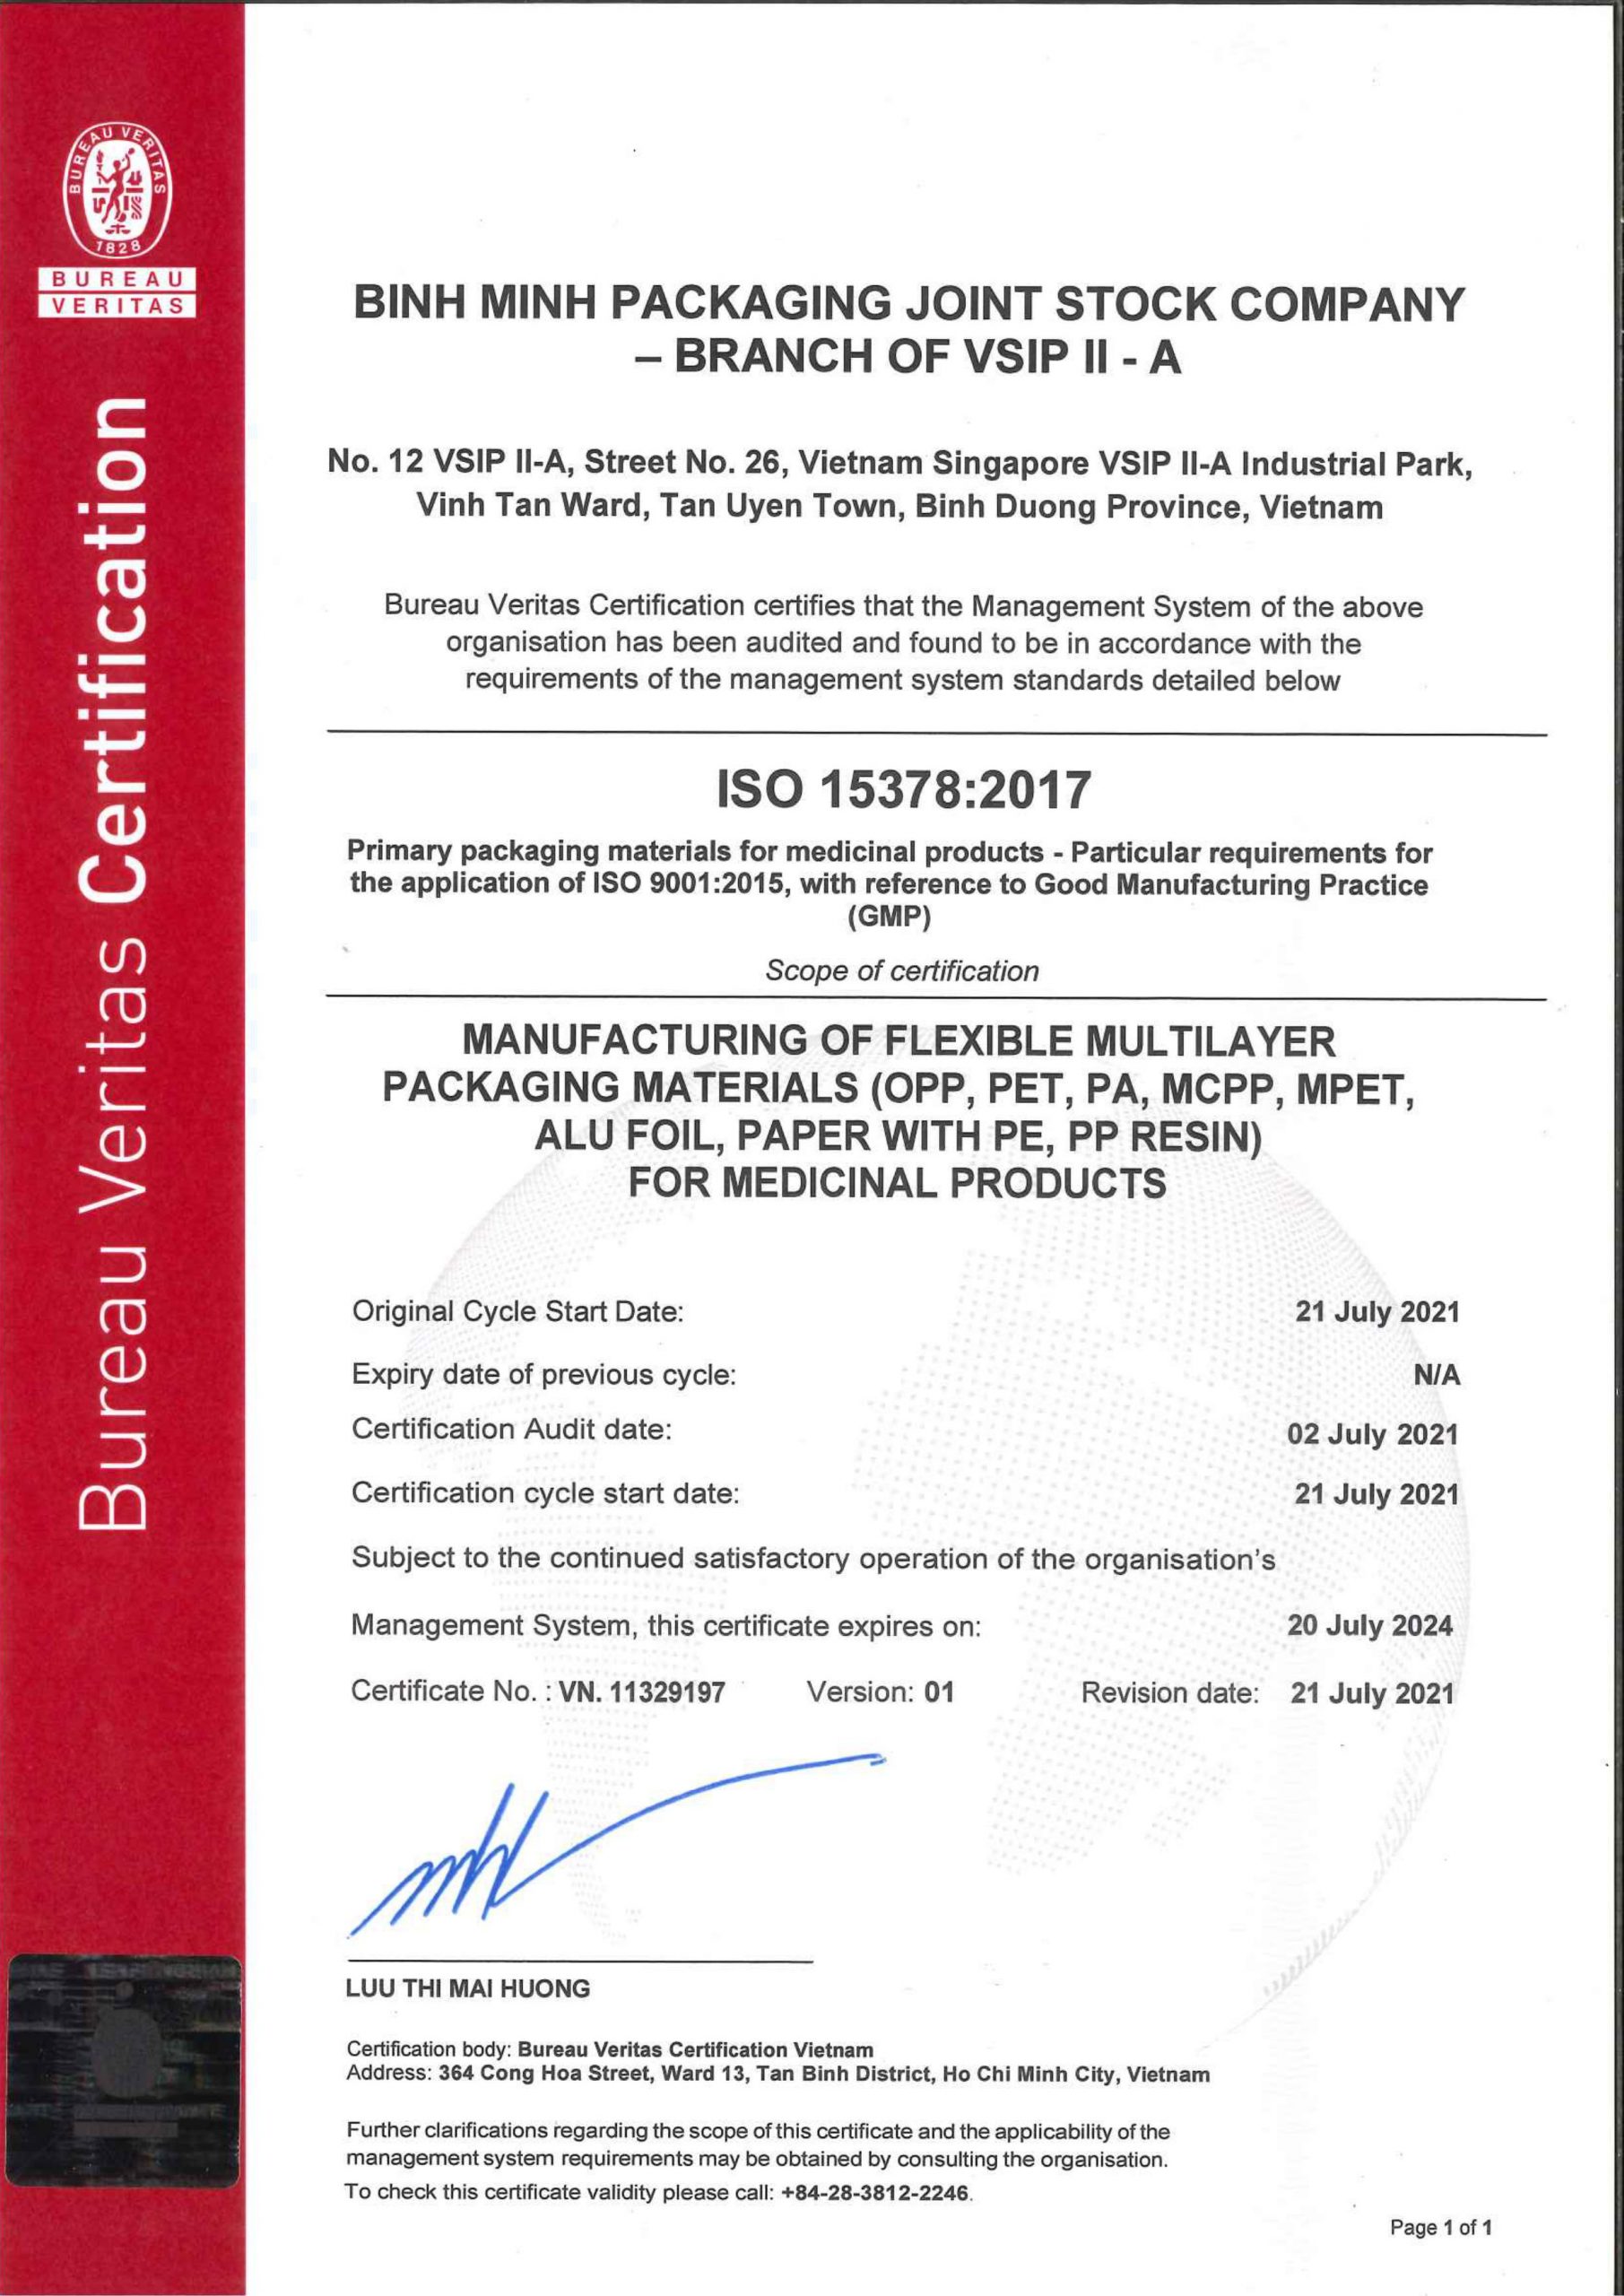 BUREAU VERITAS
1828
BUREAU
VERITAS
Bureau Veritas Certification
BINH MINH PACKAGING JOINT STOCK COMPANY
– BRANCH OF VSIP II - A
No. 12 VSIP II-A, Street No. 26, Vietnam Singapore VSIP II-A Industrial Park,
Vinh Tan Ward, Tan Uyen Town, Binh Duong Province, Vietnam
Bureau Veritas Certification certifies that the Management System of the above
organisation has been audited and found to be in accordance with the
requirements of the management system standards detailed below
ISO 15378:2017
Primary packaging materials for medicinal products - Particular requirements for
the application of ISO 9001:2015, with reference to Good Manufacturing Practice
(GMP)
Scope of certification
MANUFACTURING OF FLEXIBLE MULTILAYER
PACKAGING MATERIALS (OPP, PET, PA, MCPP, MPET,
ALU FOIL, PAPER WITH PE, PP RESIN)
FOR MEDICINAL PRODUCTS
Original Cycle Start Date: 21 July 2021
Expiry date of previous cycle: N/A
Certification Audit date: 02 July 2021
Certification cycle start date: 21 July 2021
Subject to the continued satisfactory operation of the organisation's
Management System, this certificate expires on: 20 July 2024
Certificate No. : VN. 11329197 Version: 01 Revision date: 21 July 2021
LUU THI MAI HUONG
Certification body: Bureau Veritas Certification Vietnam
Address: 364 Cong Hoa Street, Ward 13, Tan Binh District, Ho Chi Minh City, Vietnam
Further clarifications regarding the scope of this certificate and the applicability of the
management system requirements may be obtained by consulting the organisation.
To check this certificate validity please call: +84-28-3812-2246.
Page 1 of 1